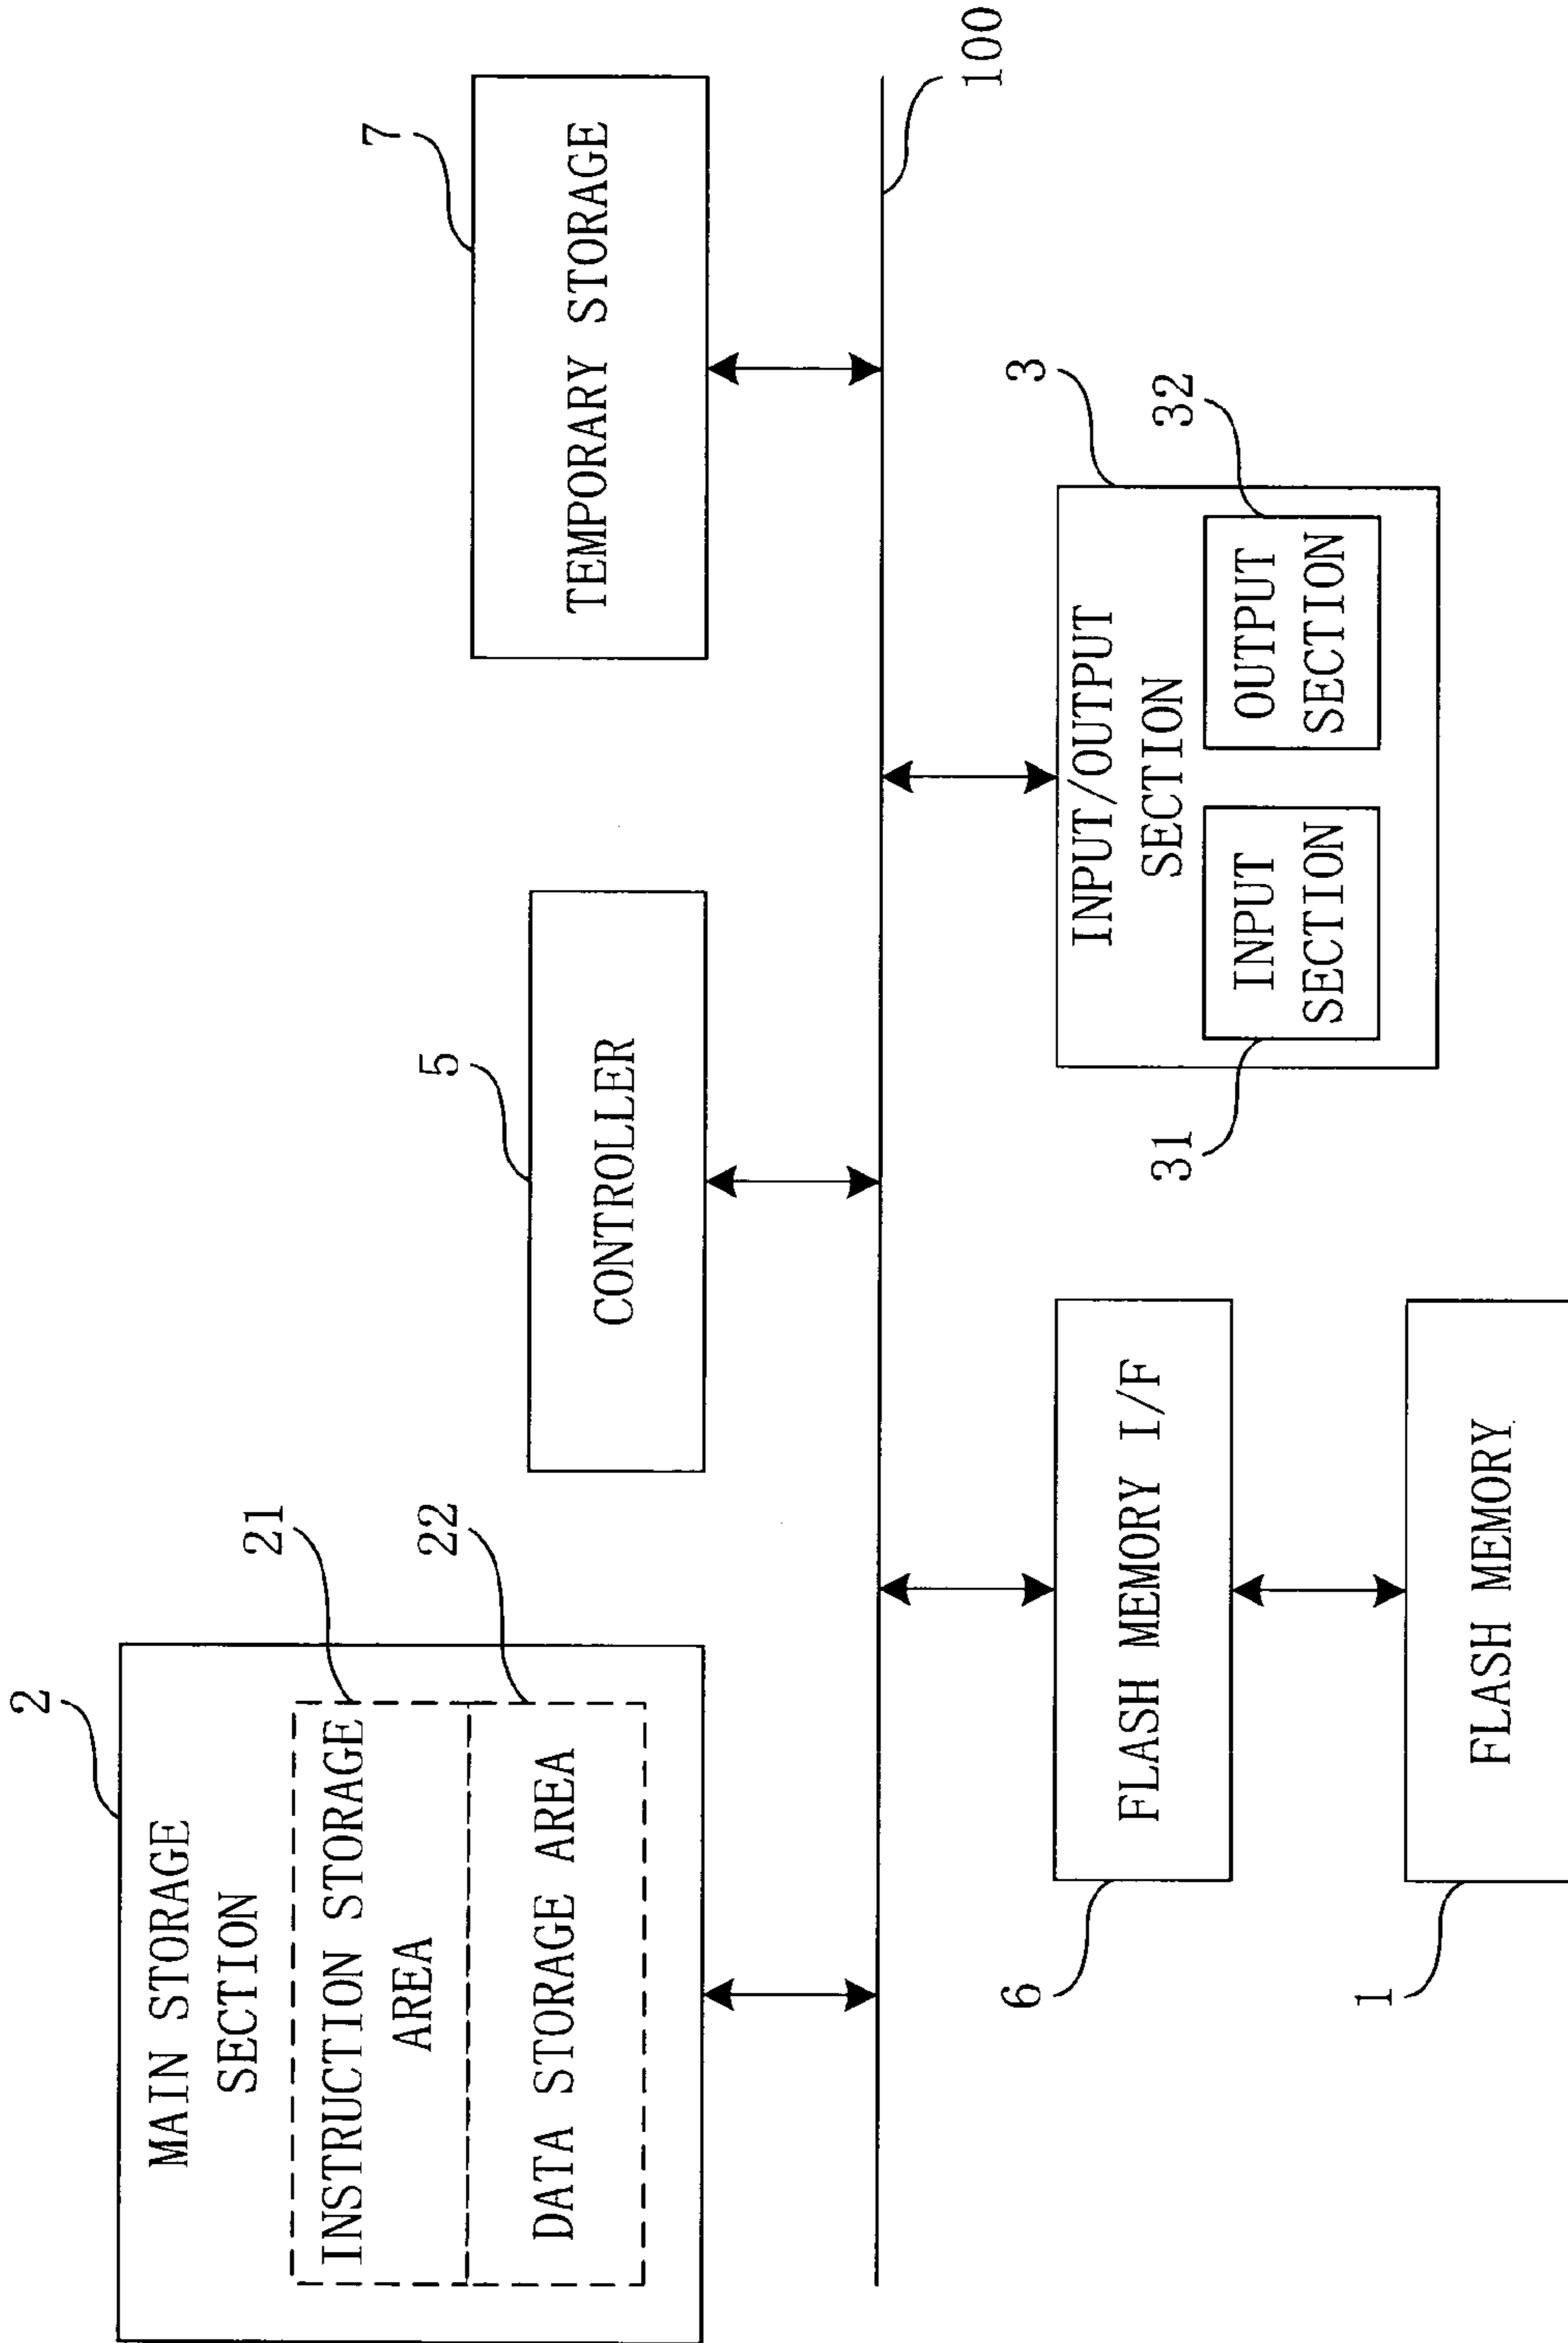 2
MAIN STORAGE
SECTION
21
INSTRUCTION STORAGE
AREA
22
DATA STORAGE AREA
5
CONTROLLER
7
TEMPORARY STORAGE
100
6
FLASH MEMORY I/F
1
FLASH MEMORY
3
INPUT/OUTPUT
SECTION
31
INPUT
SECTION
32
OUTPUT
SECTION